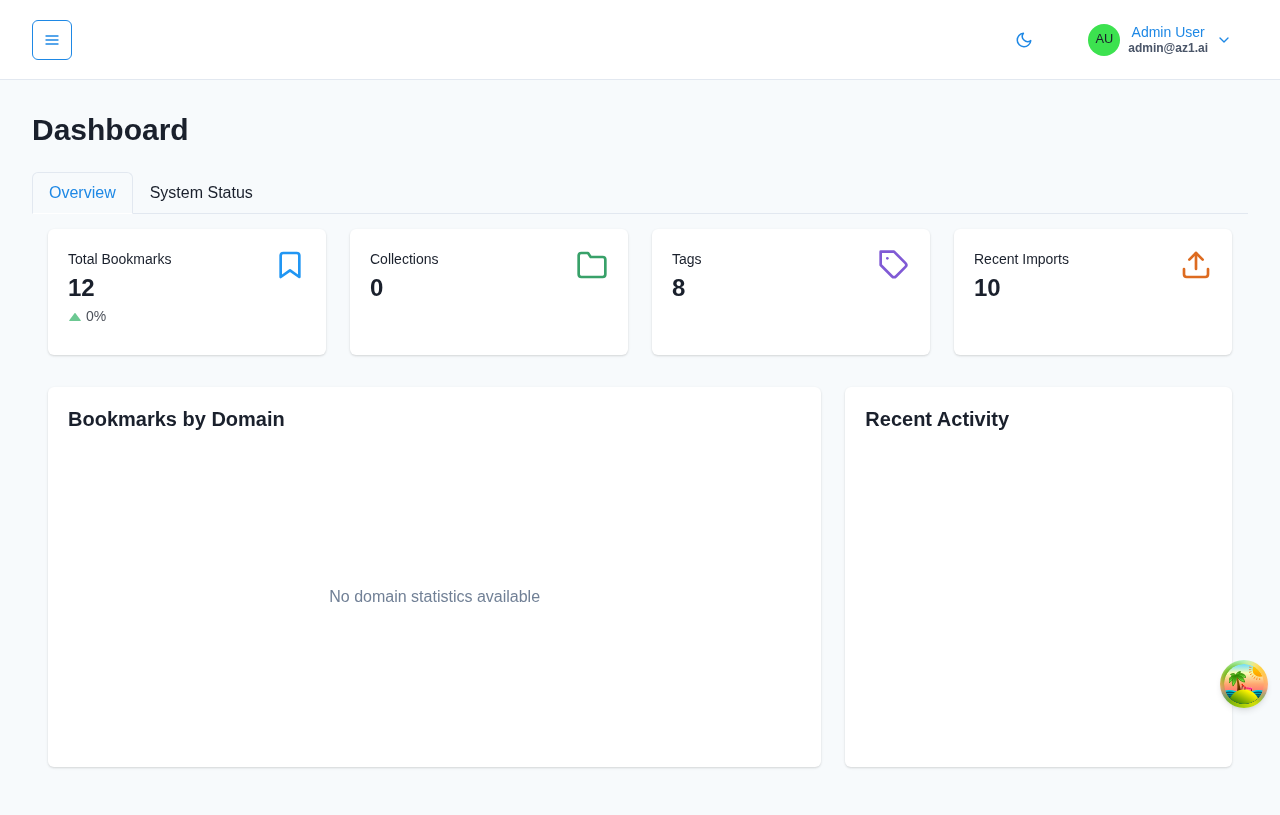 AU
Admin User
admin@az1.ai
Dashboard
Overview
System Status
Total Bookmarks
12
0%
Collections
0
Tags
8
Recent Imports
10
Bookmarks by Domain
No domain statistics available
Recent Activity